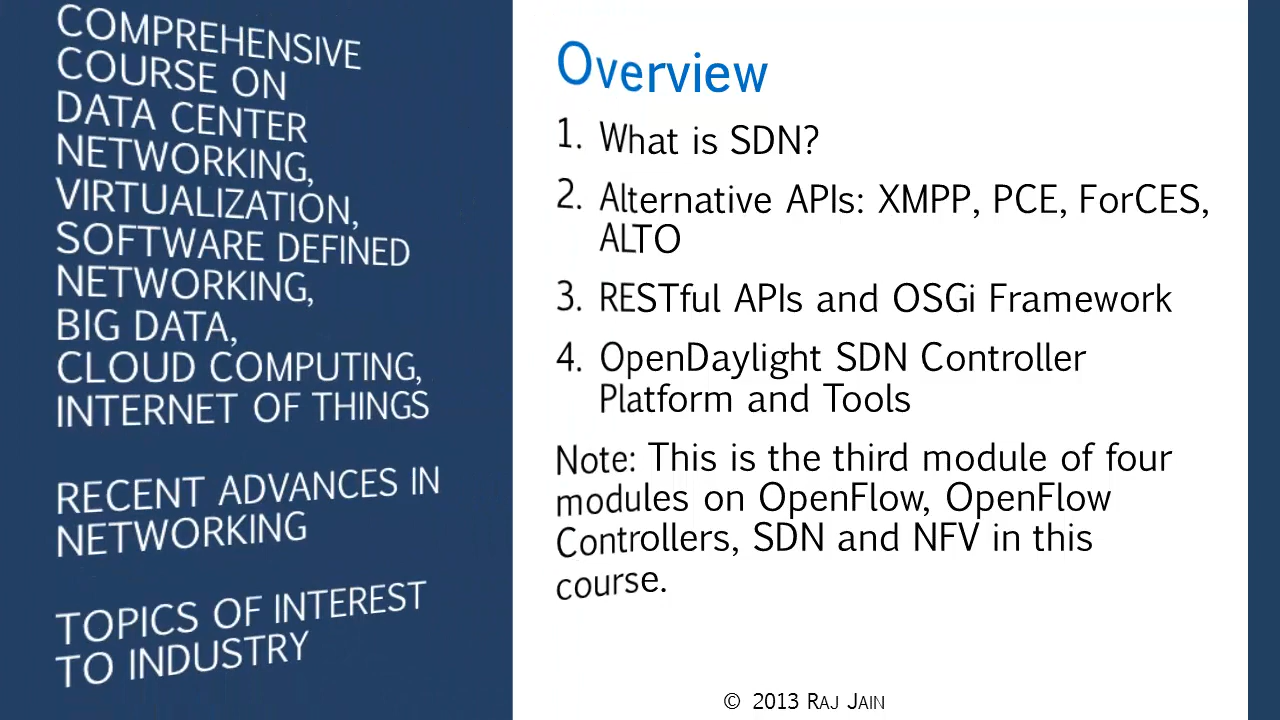 COMPREHENSIVE
COURSE ON
DATA CENTER
NETWORKING,
VIRTUALIZATION,
SOFTWARE DEFINED
NETWORKING,
BIG DATA,
CLOUD COMPUTING,
INTERNET OF THINGS
RECENT ADVANCES IN
NETWORKING
TOPICS OF INTEREST
TO INDUSTRY
Overview
1. What is SDN?
2. Alternative APIs: XMPP, PCE, ForCES,
ALTO
3. RESTful APIs and OSGi Framework
4. OpenDaylight SDN Controller
Platform and Tools
Note: This is the third module of four
modules on OpenFlow, OpenFlow
Controllers, SDN and NFV in this
course.
© 2013 RAJ JAIN